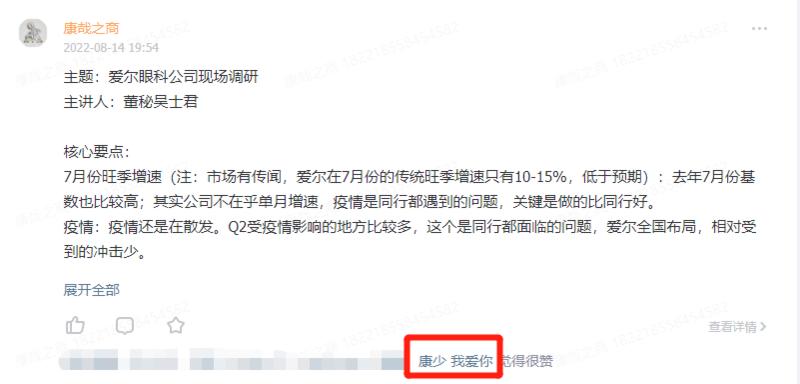 康哉之商
2022-08-14 19:54
主题：爱尔眼科公司现场调研
主讲人：董秘吴士君
核心要点：
7月份旺季增速（注：市场有传闻，爱尔在7月份的传统旺季增速只有10-15%，低于预期）：去年7月份基
数也比较高；其实公司不在乎单月增速，疫情是同行都遇到的问题，关键是做的比同行好。
疫情：疫情还是在散发。Q2受疫情影响的地方比较多，这个是同行都面临的问题，爱尔全国布局，相对受
到的冲击少。
展开全部
查看详情
康少 我爱你 觉得很赞